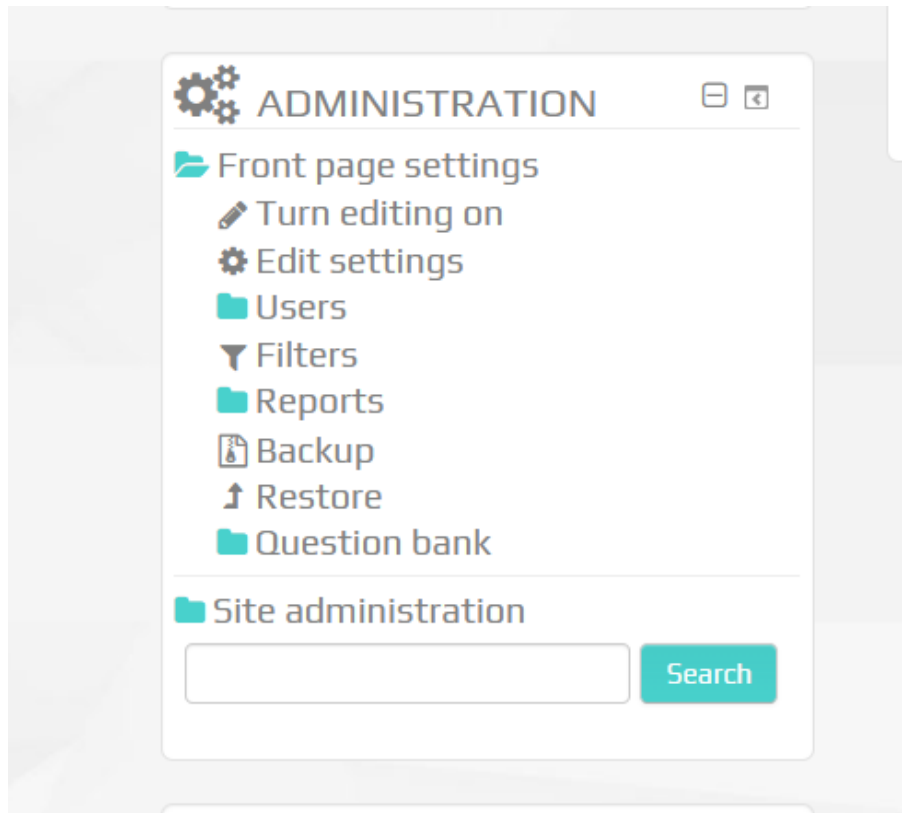 ADMINISTRATION
Front page settings
Turn editing on
Edit settings
Users
Filters
Reports
Backup
Restore
Question bank
Site administration
Search